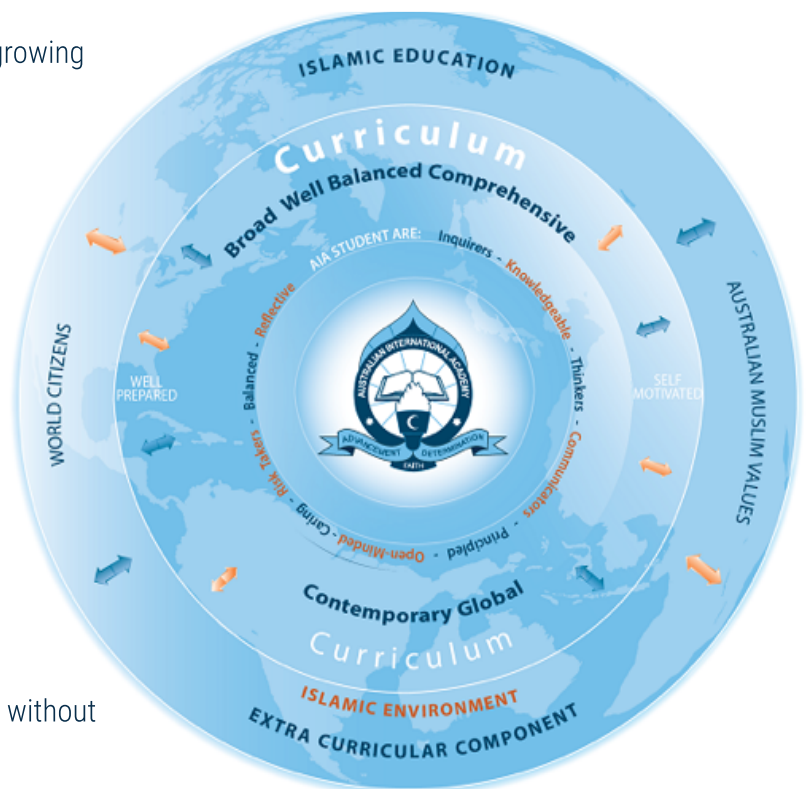 growing
ISLAMIC EDUCATION
Curriculum
Broad Well Balanced Comprehensive
AIA STUDENT ARE: Inquirers - Knowledgeable - Thinkers - Communicators - Principled - Open-Minded - Caring - Risk Takers - Balanced - Reflective
WORLD CITIZENS
WELL
PREPARED
AUSTRALIAN INTERNATIONAL ACADEMY
ADVANCEMENT
DETERMINATION
FAITH
SELF
MOTIVATED
AUSTRALIAN MUSLIM VALUES
Contemporary Global
Curriculum
ISLAMIC ENVIRONMENT
EXTRA CURRICULAR COMPONENT
without